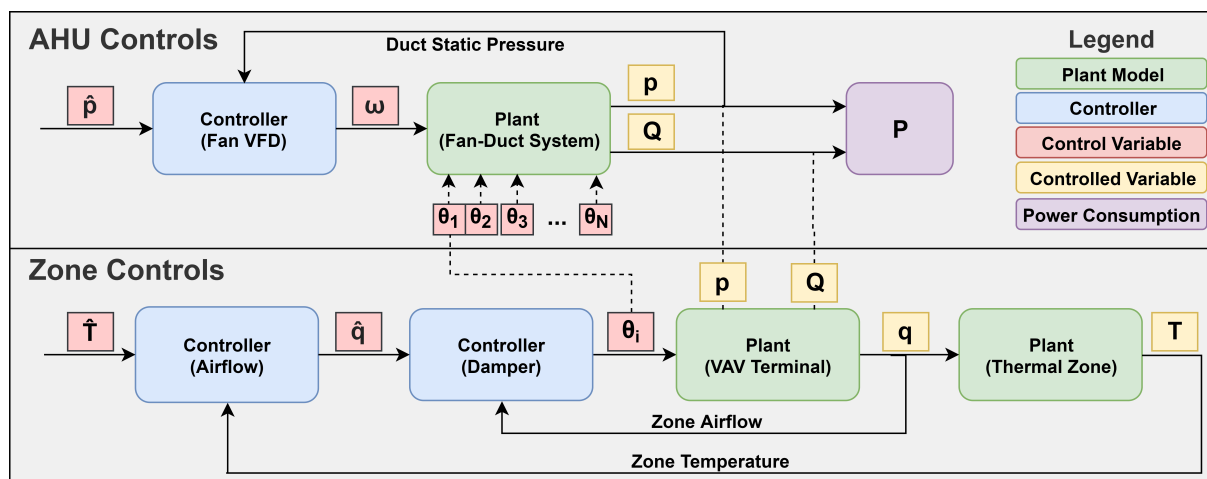 AHU Controls
Duct Static Pressure
Legend
Plant Model
Controller
Control Variable
Controlled Variable
Power Consumption
p̂
Controller
(Fan VFD)
ω
Plant
(Fan-Duct System)
p
Q
P
θ1
θ2
θ3
...
θN
Zone Controls
T̂
Controller
(Airflow)
q̂
Controller
(Damper)
θi
p
Q
Plant
(VAV Terminal)
q
Plant
(Thermal Zone)
T
Zone Airflow
Zone Temperature